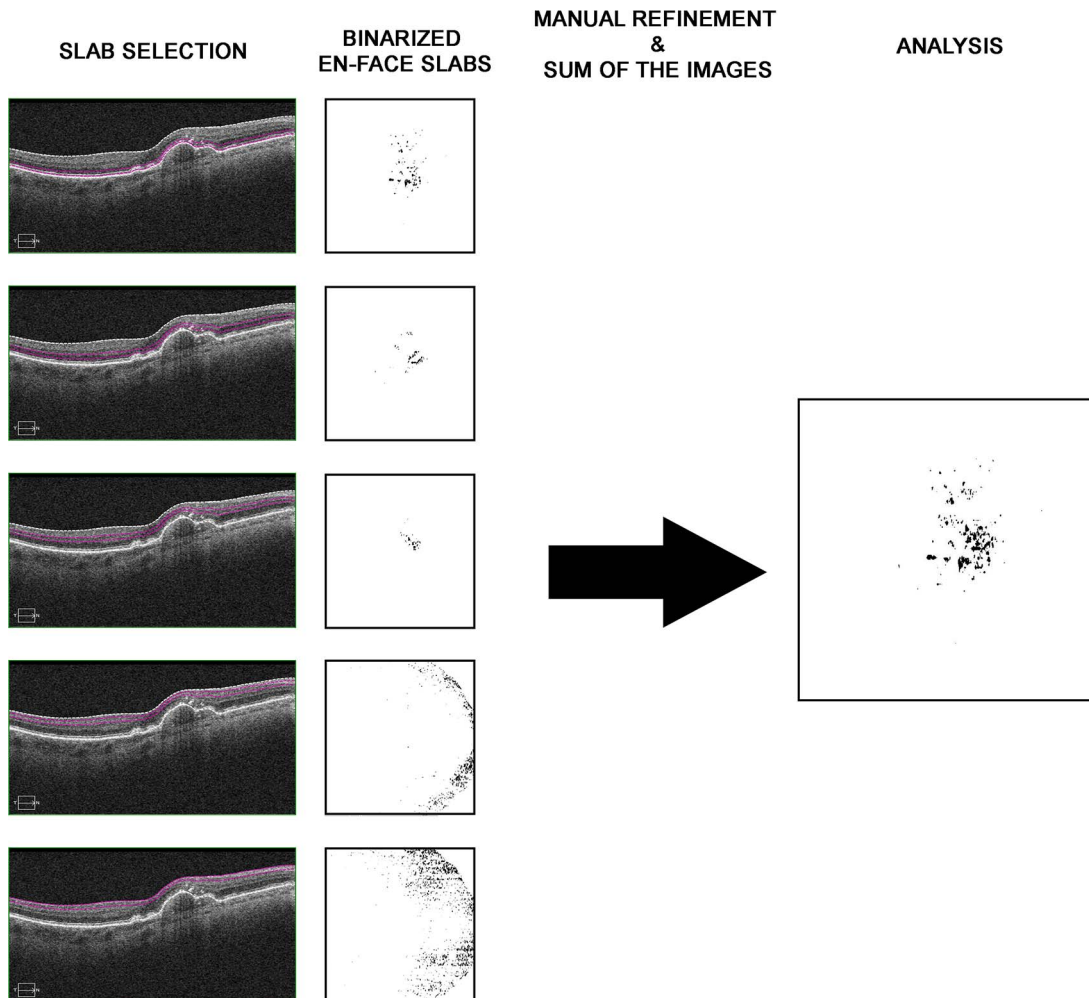 SLAB SELECTION
BINARIZED
EN-FACE SLABS
MANUAL REFINEMENT
&
SUM OF THE IMAGES
ANALYSIS
T N
T N
T N
T N
T N